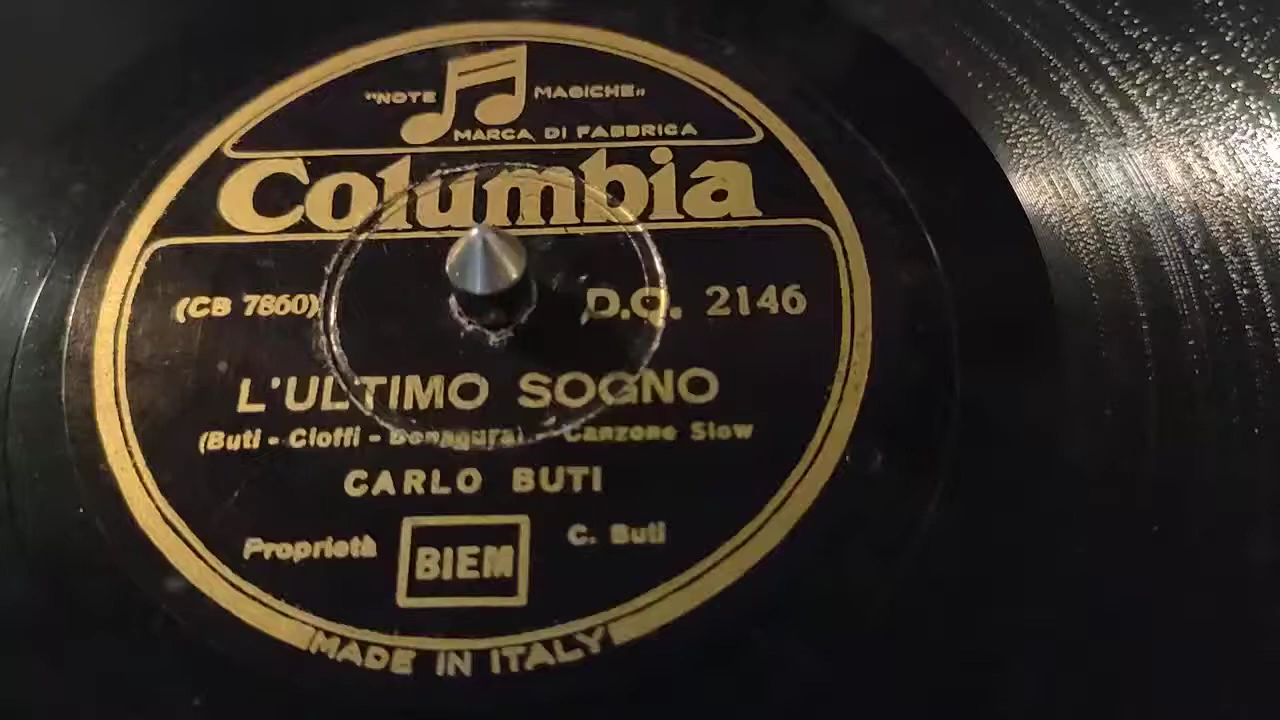 "NOTE MAGICHE"
MARCA DI FABBRICA
Columbia
(CB 7860) D.Q. 2146
L'ULTIMO SOGNO
(Buti - Cioffi - Bonagura) - Canzone Slow
CARLO BUTI
Proprietà BIEM C. Buti
MADE IN ITALY